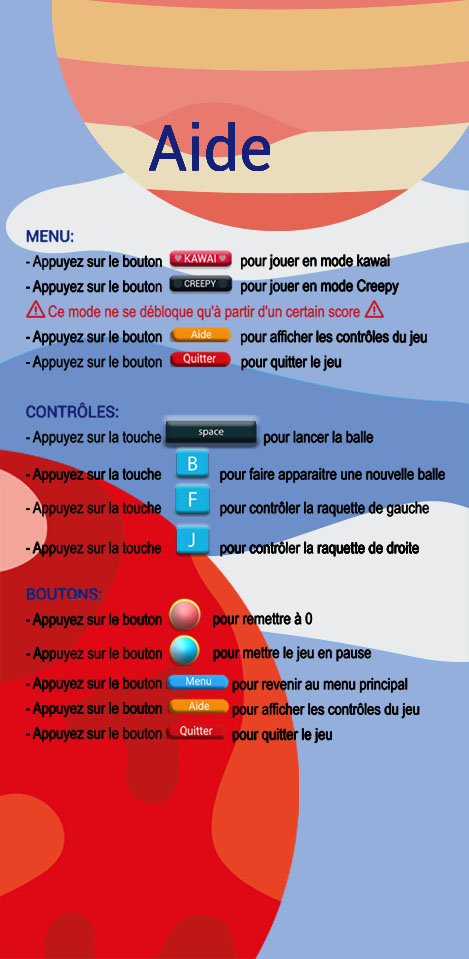 Aide
MENU:
- Appuyez sur le bouton KAWAI pour jouer en mode kawai
- Appuyez sur le bouton CREEPY pour jouer en mode Creepy
Ce mode ne se débloque qu'à partir d'un certain score
- Appuyez sur le bouton Aide pour afficher les contrôles du jeu
- Appuyez sur le bouton Quitter pour quitter le jeu
CONTRÔLES:
- Appuyez sur la touche space pour lancer la balle
- Appuyez sur la touche B pour faire apparaitre une nouvelle balle
- Appuyez sur la touche F pour contrôler la raquette de gauche
- Appuyez sur la touche J pour contrôler la raquette de droite
BOUTONS:
- Appuyez sur le bouton pour remettre à 0
- Appuyez sur le bouton pour mettre le jeu en pause
- Appuyez sur le bouton Menu pour revenir au menu principal
- Appuyez sur le bouton Aide pour afficher les contrôles du jeu
- Appuyez sur le bouton Quitter pour quitter le jeu